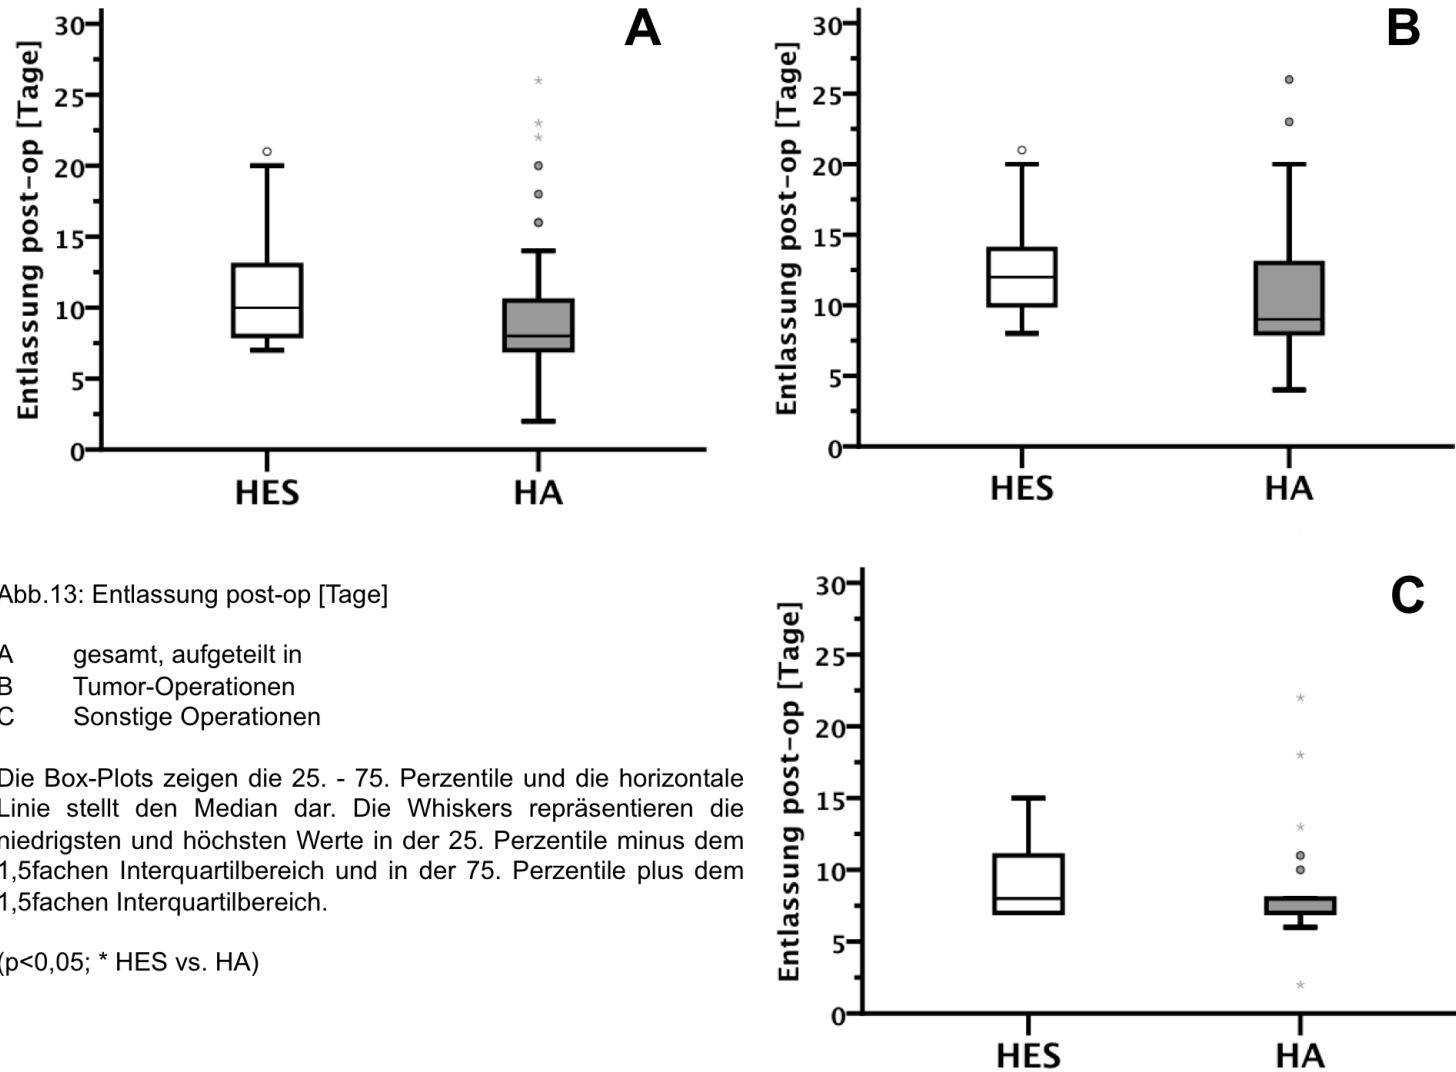 A
Entlassung post-op [Tage]
30
25
20
15
10
5
0
HES
HA
B
Entlassung post-op [Tage]
30
25
20
15
10
5
0
HES
HA
Abb.13: Entlassung post-op [Tage]
A gesamt, aufgeteilt in
B Tumor-Operationen
C Sonstige Operationen
Die Box-Plots zeigen die 25. - 75. Perzentile und die horizontale
Linie stellt den Median dar. Die Whiskers repräsentieren die
niedrigsten und höchsten Werte in der 25. Perzentile minus dem
1,5fachen Interquartilbereich und in der 75. Perzentile plus dem
1,5fachen Interquartilbereich.
(p<0,05; * HES vs. HA)
C
Entlassung post-op [Tage]
30
25
20
15
10
5
0
HES
HA